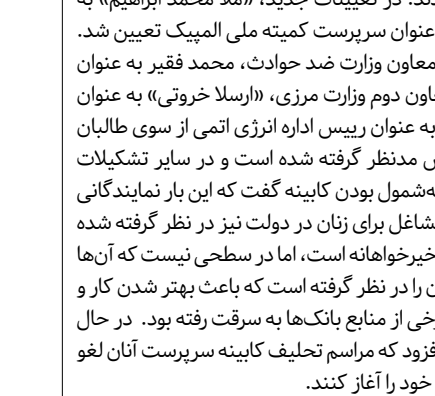 دند. در تعیینات جدید، «ملا محمد ابراهیم» به
عنوان سرپرست کمیته ملی المپیک تعیین شد.
معاون وزارت ضد حوادث، محمد فقیر به عنوان
اون دوم وزارت مرزی، «ارسلا خروتی» به عنوان
به عنوان رییس اداره انرژی اتمی از سوی طالبان
مدنظر گرفته شده است و در سایر تشکیلات
ه‌شمول بودن کابینه گفت که این بار نمایندگانی
شاغل برای زنان در دولت نیز در نظر گرفته شده
خیرخواهانه است، اما در سطحی نیست که آن‌ها
ن را در نظر گرفته است که باعث بهتر شدن کار و
خی از منابع بانک‌ها به سرقت رفته بود. در حال
فزود که مراسم تحلیف کابینه سرپرست آنان لغو
خود را آغاز کنند.